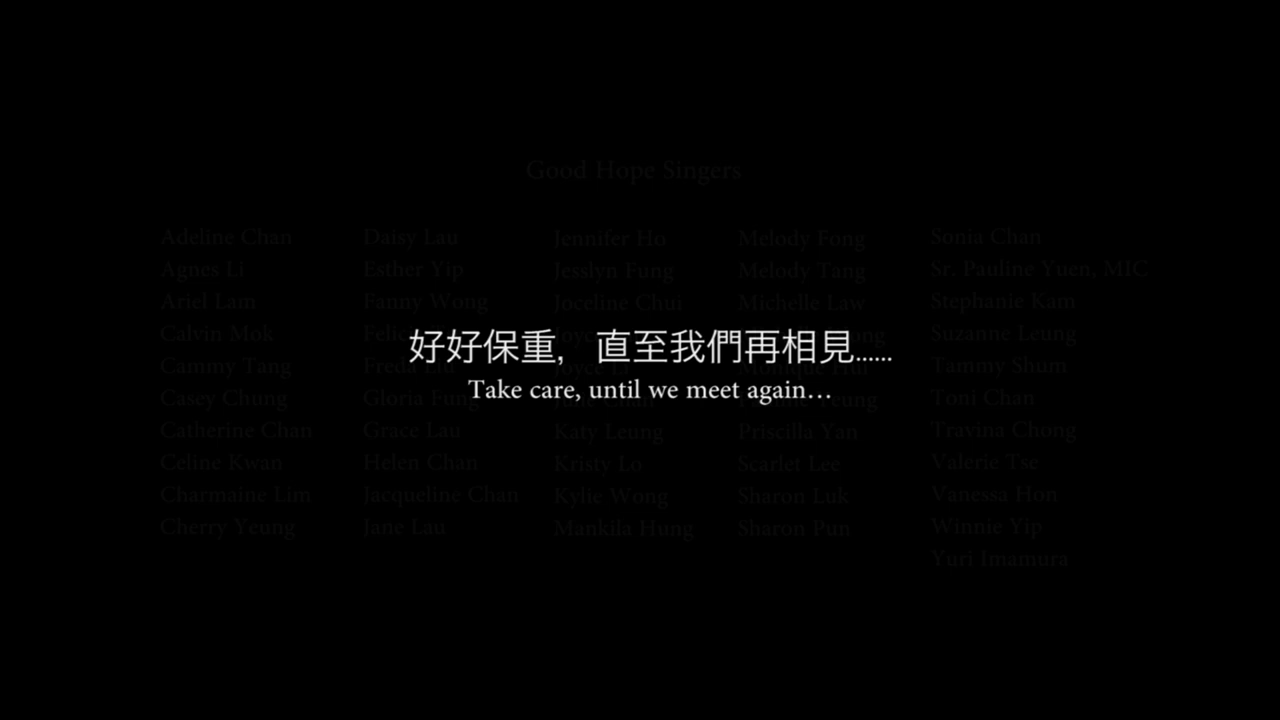 Good Hope Singers
好好保重, 直至我們再相見......
Take care, until we meet again…
Adeline Chan
Agnes Li
Ariel Lam
Calvin Mok
Cammy Tang
Casey Chung
Catherine Chan
Celine Kwan
Charmaine Lim
Cherry Yeung
Daisy Lau
Esther Yip
Fanny Wong
Gloria Fung
Grace Lau
Helen Chan
Jacqueline Chan
Jane Lau
Jennifer Ho
Jesslyn Fung
Joceline Chui
Joyce Li
Katy Leung
Kristy Lo
Kylie Wong
Mankila Hung
Melody Fong
Melody Tang
Michelle Law
Priscilla Yan
Scarlet Lee
Sharon Luk
Sharon Pun
Sonia Chan
Sr. Pauline Yuen, MIC
Stephanie Kam
Suzanne Leung
Tammy Shum
Toni Chan
Travina Chong
Valerie Tse
Vanessa Hon
Winnie Yip
Yuri Imamura